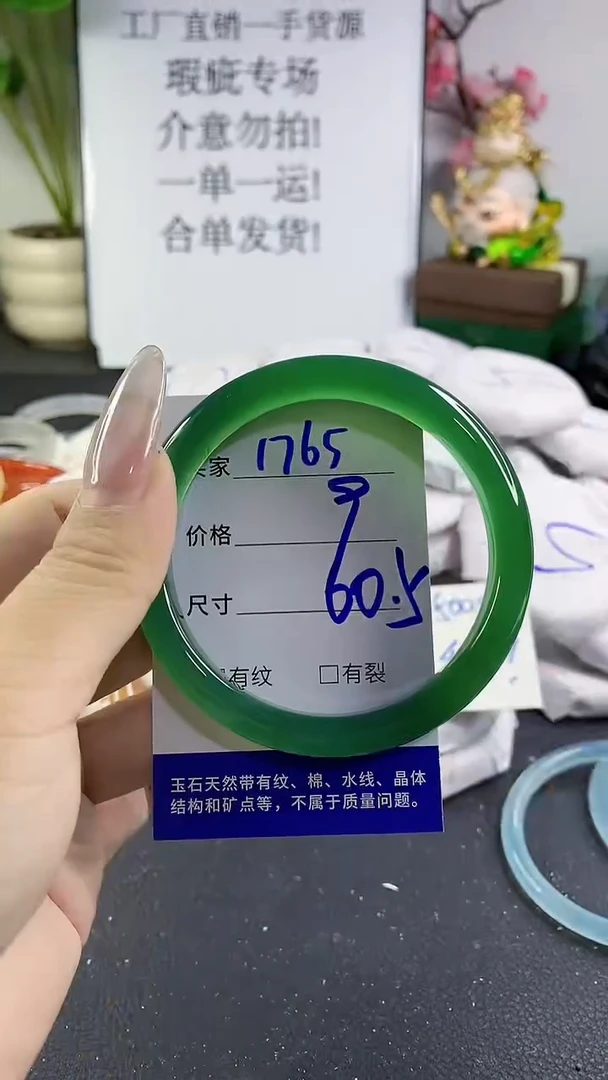 工厂直销一手货源
瑕疵专场
介意勿拍!
一单一运!
合单发货!
家 1765
价格
尺寸 60.5
有纹 □有裂
玉石天然带有纹、棉、水线、晶体
结构和矿点等，不属于质量问题。